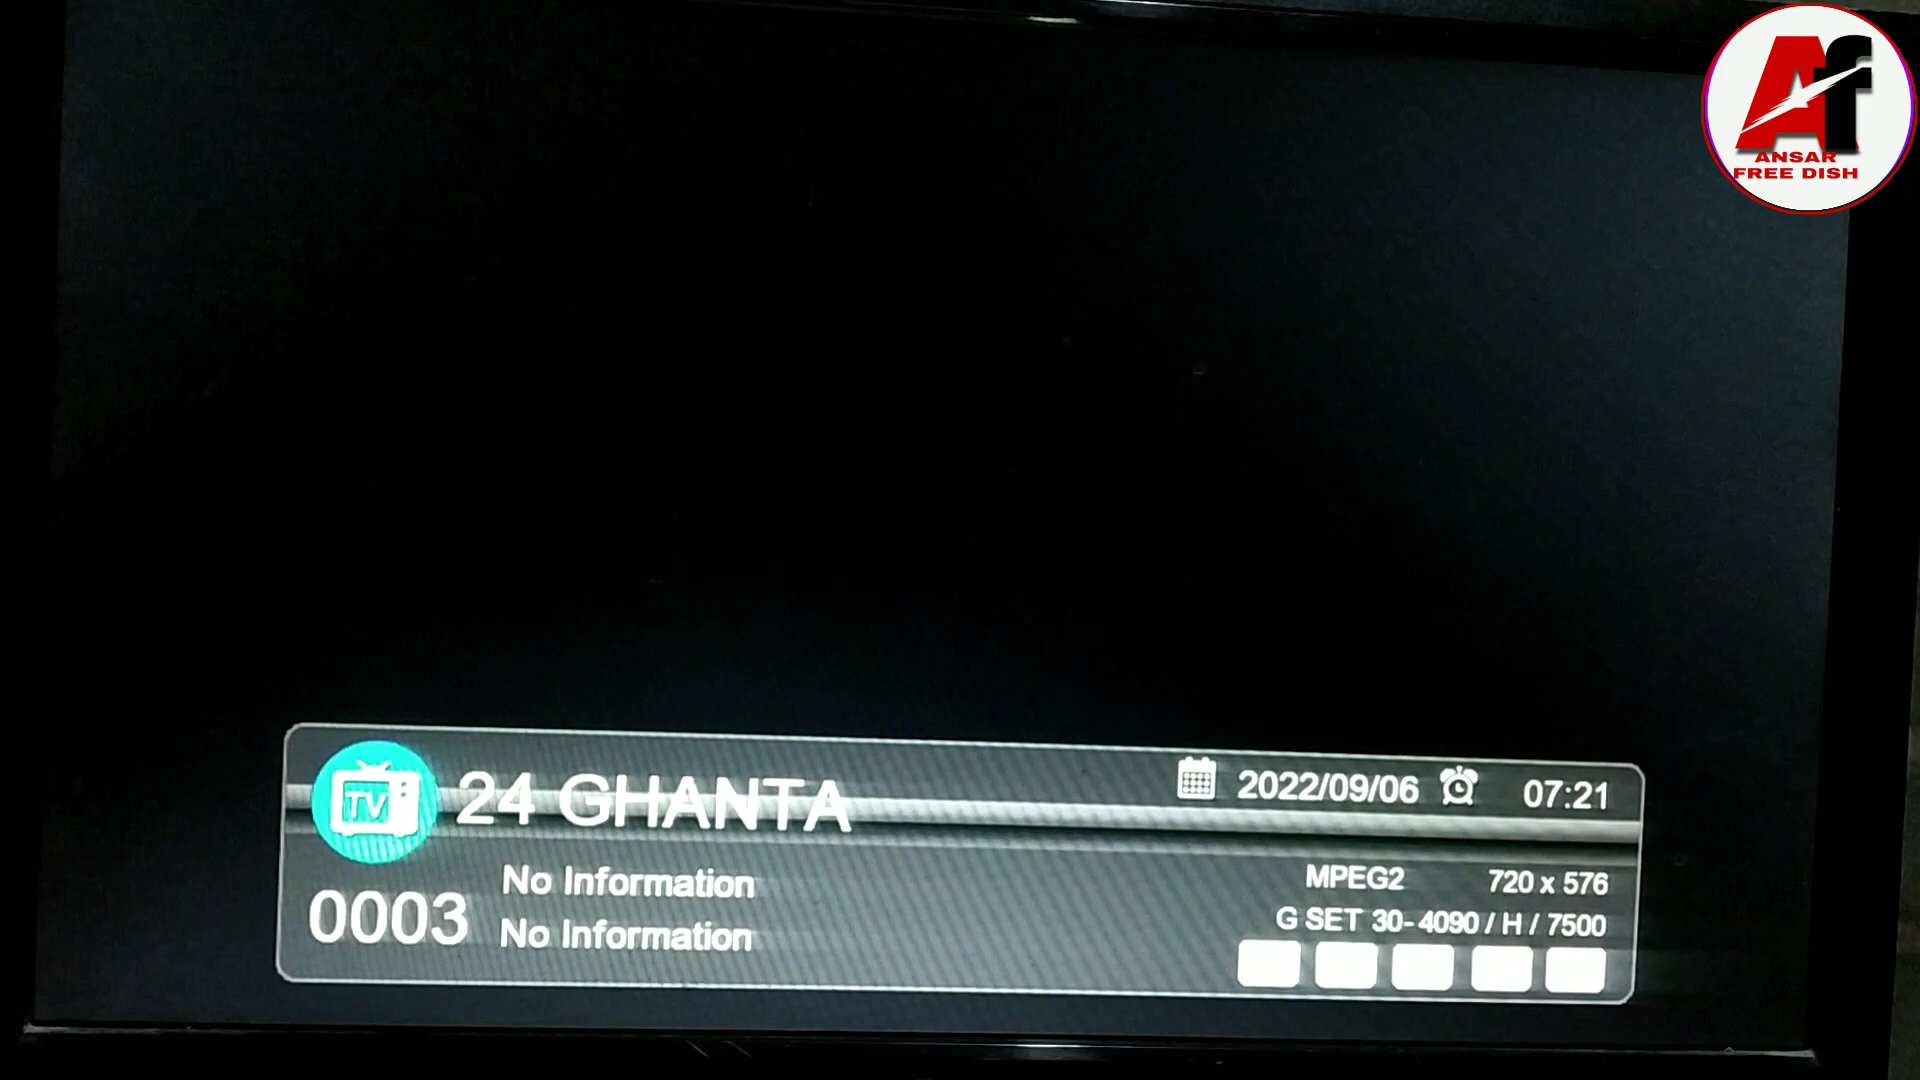 Af
ANSAR
FREE DISH
TV
24 GHANTA
2022/09/06
07:21
0003
No Information
No Information
MPEG2
720 x 576
G SET 30-4090 / H / 7500